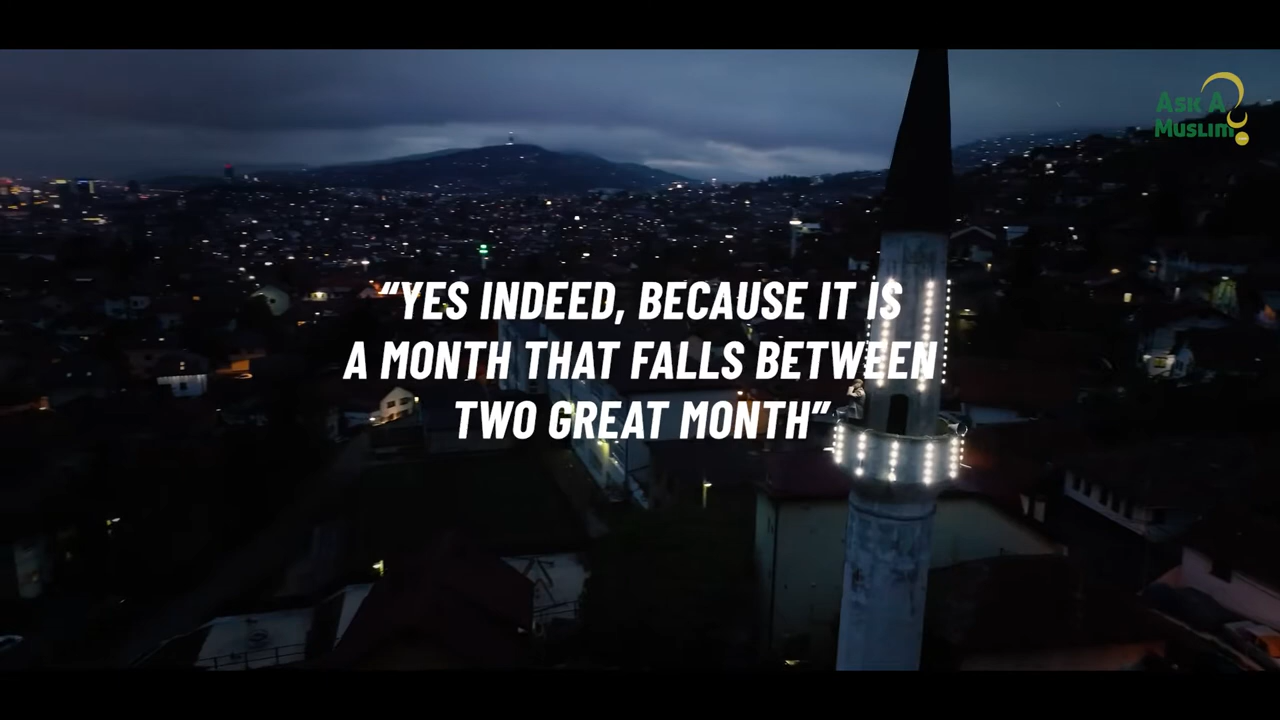 Ask A
Muslim?
“YES INDEED, BECAUSE IT IS
A MONTH THAT FALLS BETWEEN
TWO GREAT MONTH”